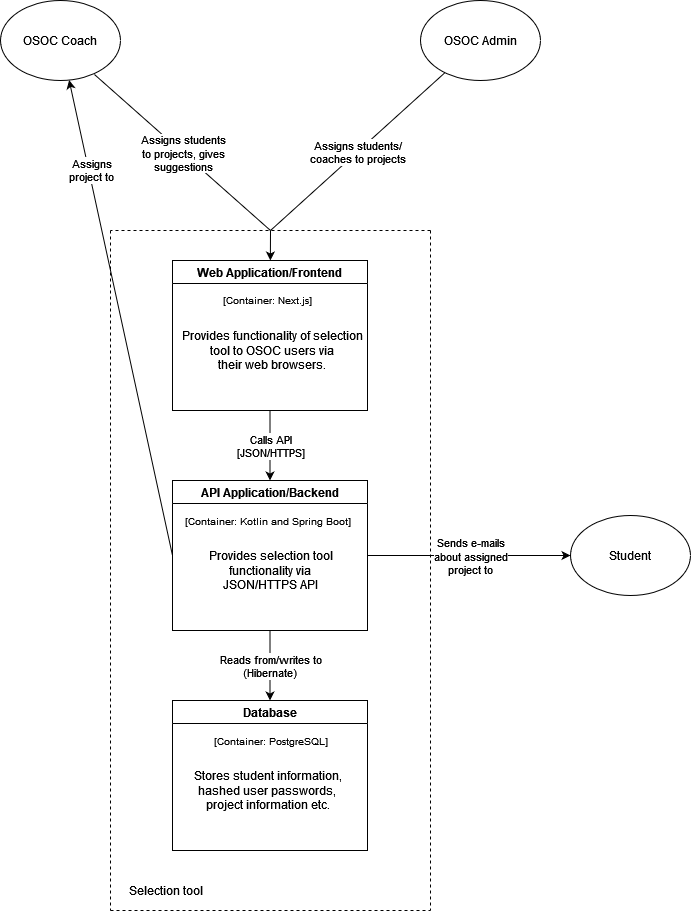 OSOC Coach
OSOC Admin
Assigns students
to projects, gives
suggestions
Assigns students/
coaches to projects
Assigns
project to
Web Application/Frontend
[Container: Next.js]
Provides functionality of selection
tool to OSOC users via
their web browsers.
Calls API
[JSON/HTTPS]
API Application/Backend
[Container: Kotlin and Spring Boot]
Provides selection tool
functionality via
JSON/HTTPS API
Sends e-mails
about assigned
project to
Student
Reads from/writes to
(Hibernate)
Database
[Container: PostgreSQL]
Stores student information,
hashed user passwords,
project information etc.
Selection tool